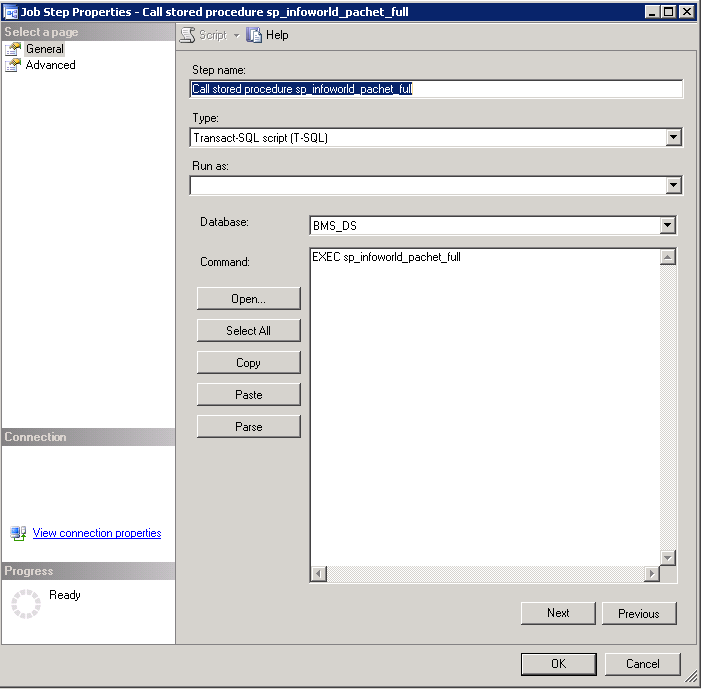 Job Step Properties - Call stored procedure sp_infoworld_pachet_full
Select a page
General
Advanced
Script
Help
Step name:
Call stored procedure sp_infoworld_pachet_full
Type:
Transact-SQL script (T-SQL)
Run as:
Database:
BMS_DS
Command:
EXEC sp_infoworld_pachet_full
Open...
Select All
Copy
Paste
Parse
Connection
View connection properties
Progress
Ready
Next
Previous
OK
Cancel